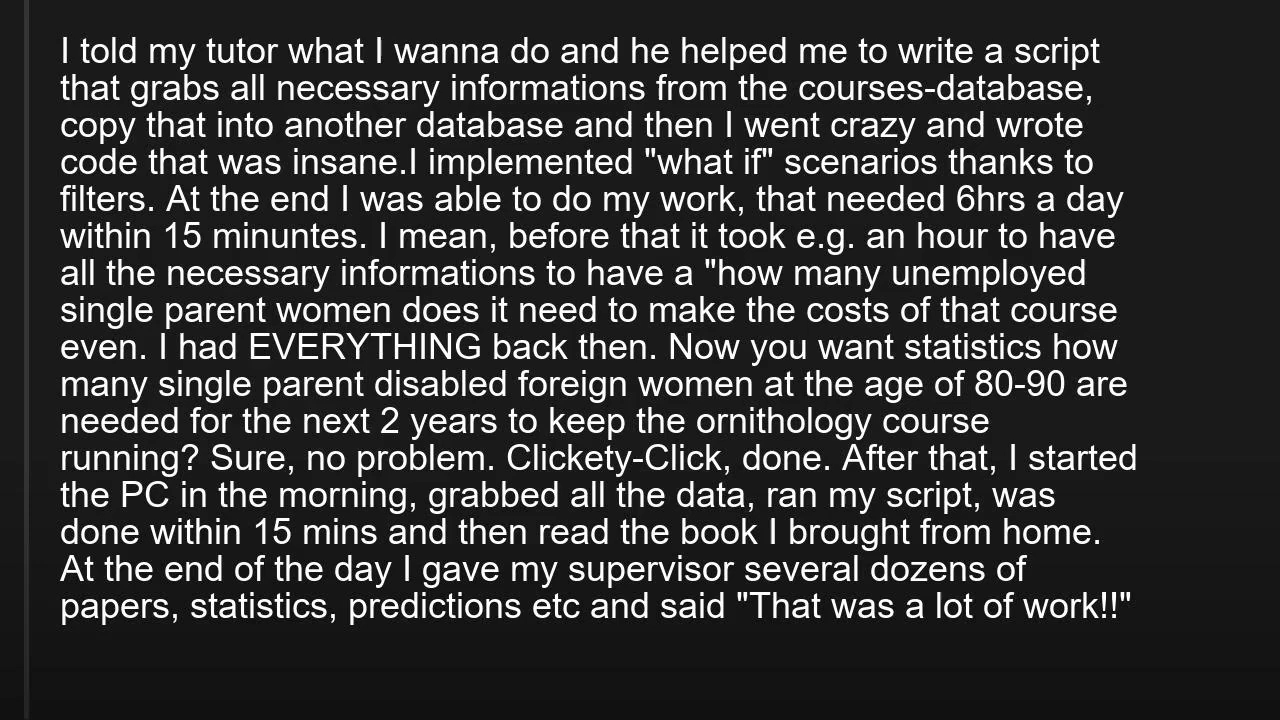 I told my tutor what I wanna do and he helped me to write a script
that grabs all necessary informations from the courses-database,
copy that into another database and then I went crazy and wrote
code that was insane.I implemented "what if" scenarios thanks to
filters. At the end I was able to do my work, that needed 6hrs a day
within 15 minuntes. I mean, before that it took e.g. an hour to have
all the necessary informations to have a "how many unemployed
single parent women does it need to make the costs of that course
even. I had EVERYTHING back then. Now you want statistics how
many single parent disabled foreign women at the age of 80-90 are
needed for the next 2 years to keep the ornithology course
running? Sure, no problem. Clickety-Click, done. After that, I started
the PC in the morning, grabbed all the data, ran my script, was
done within 15 mins and then read the book I brought from home.
At the end of the day I gave my supervisor several dozens of
papers, statistics, predictions etc and said "That was a lot of work!!"